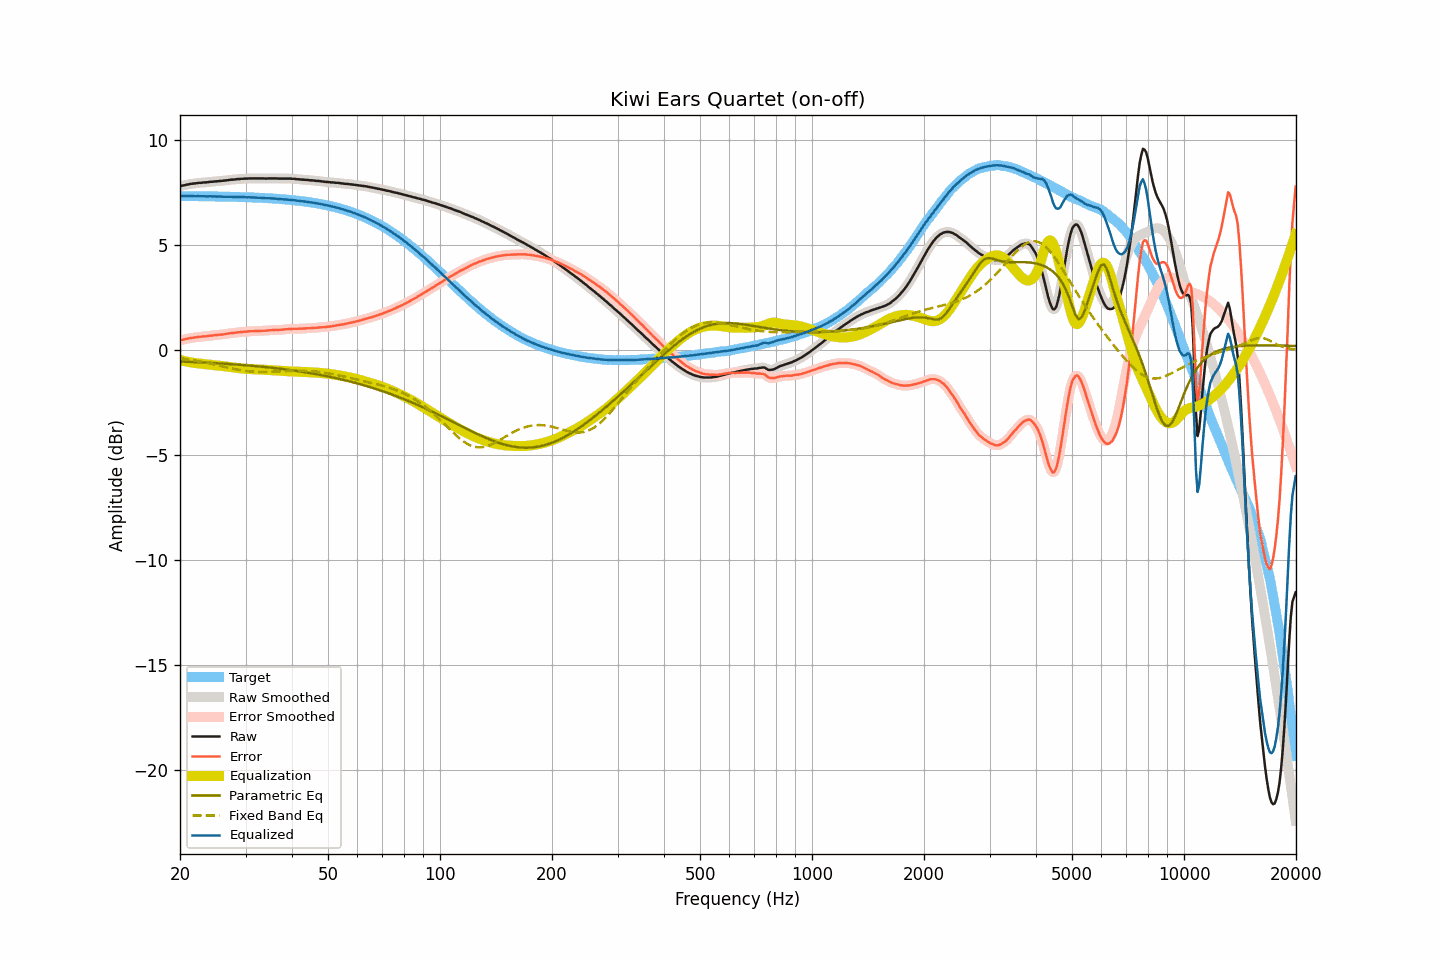 Kiwi Ears Quartet (on-off)
10
5
0
−5
−10
−15
−20
Amplitude (dBr)
Target
Raw Smoothed
Error Smoothed
Raw
Error
Equalization
Parametric Eq
Fixed Band Eq
Equalized
20 50 100 200 500 1000 2000 5000 10000 20000
Frequency (Hz)